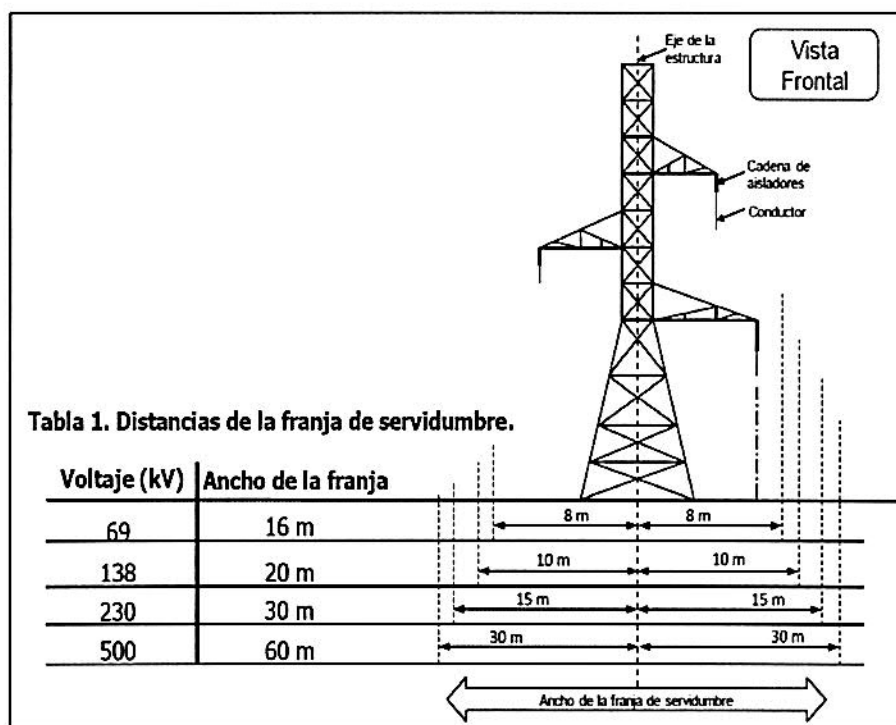 Eje de la
estructura
Vista
Frontal
Cadena de
aisladores
Conductor
Tabla 1. Distancias de la franja de servidumbre.
Voltaje (kV) Ancho de la franja
69 16 m 8 m 8 m
138 20 m 10 m 10 m
230 30 m 15 m 15 m
500 60 m 30 m 30 m
Ancho de la franja de servidumbre